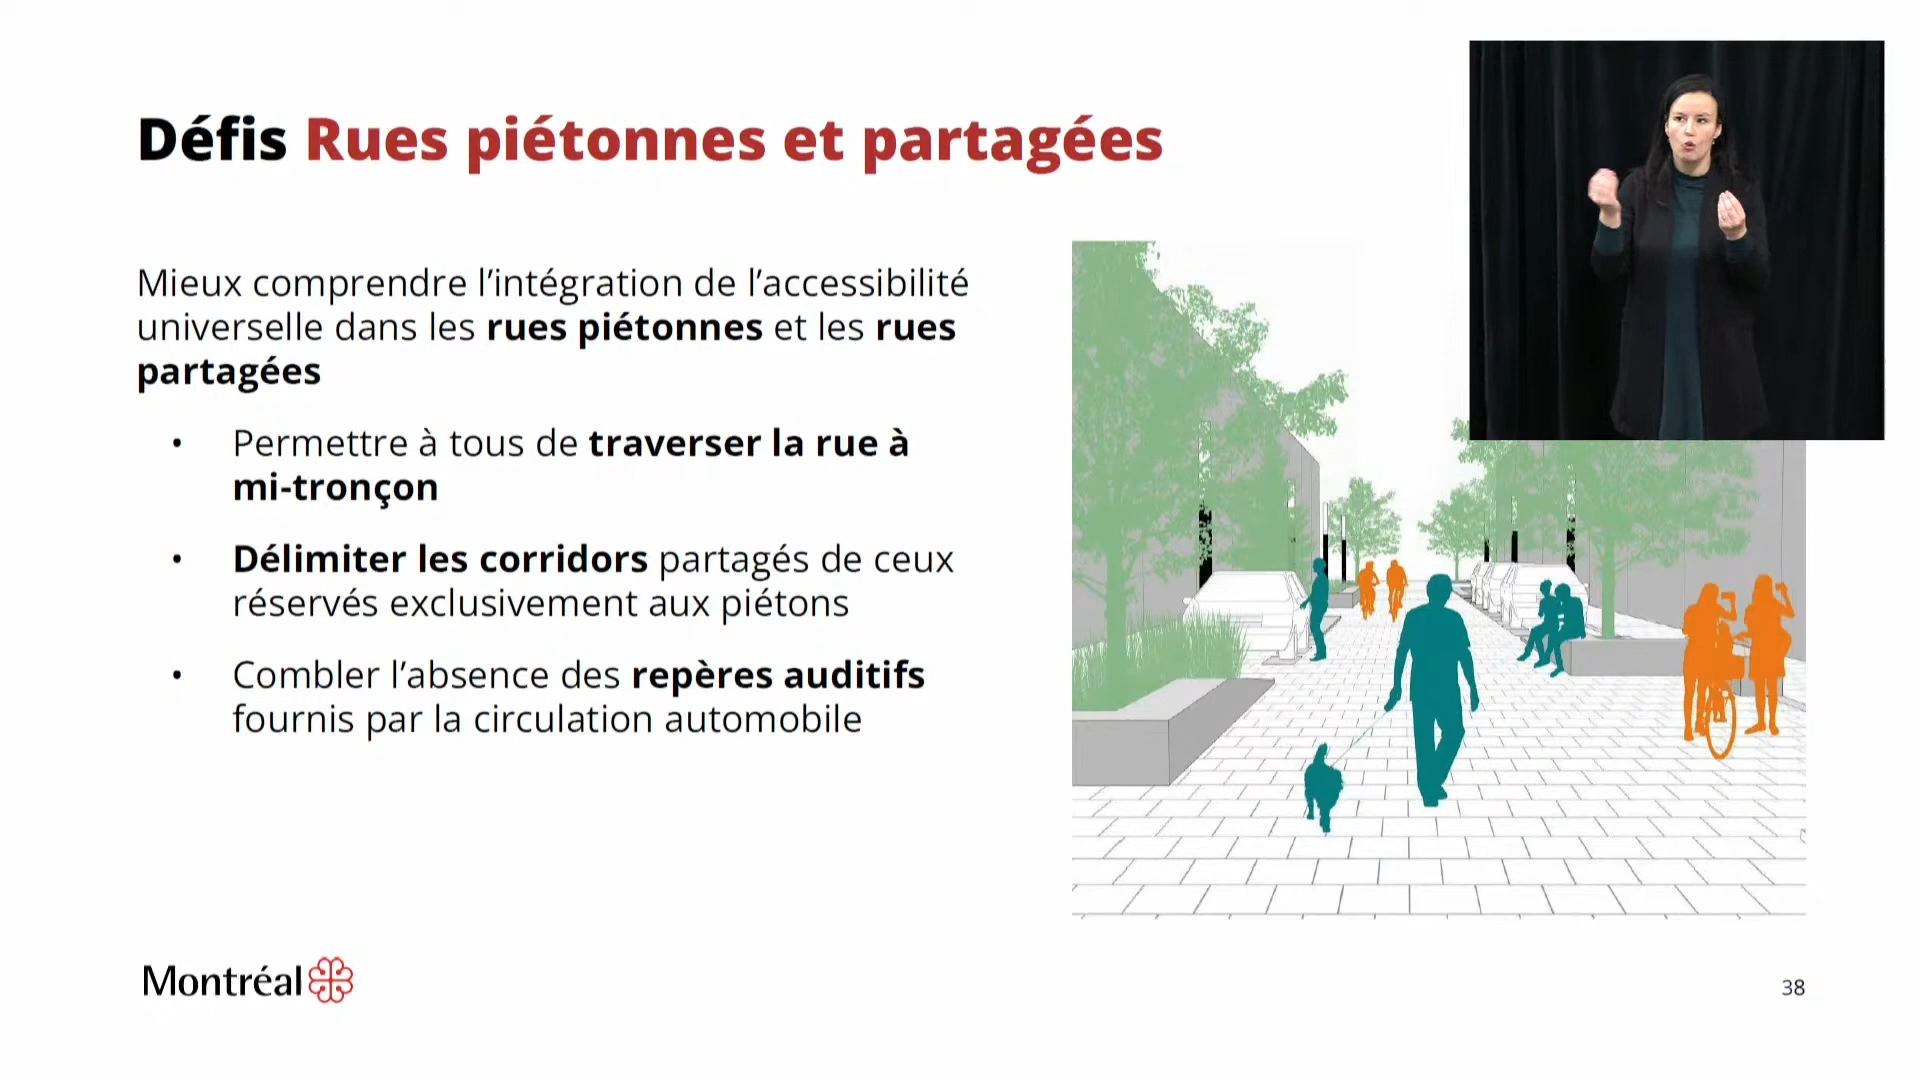 Défis Rues piétonnes et partagées
Mieux comprendre l’intégration de l’accessibilité
universelle dans les rues piétonnes et les rues
partagées
• Permettre à tous de traverser la rue à
mi-tronçon
• Délimiter les corridors partagés de ceux
réservés exclusivement aux piétons
• Combler l’absence des repères auditifs
fournis par la circulation automobile
Montréal
38